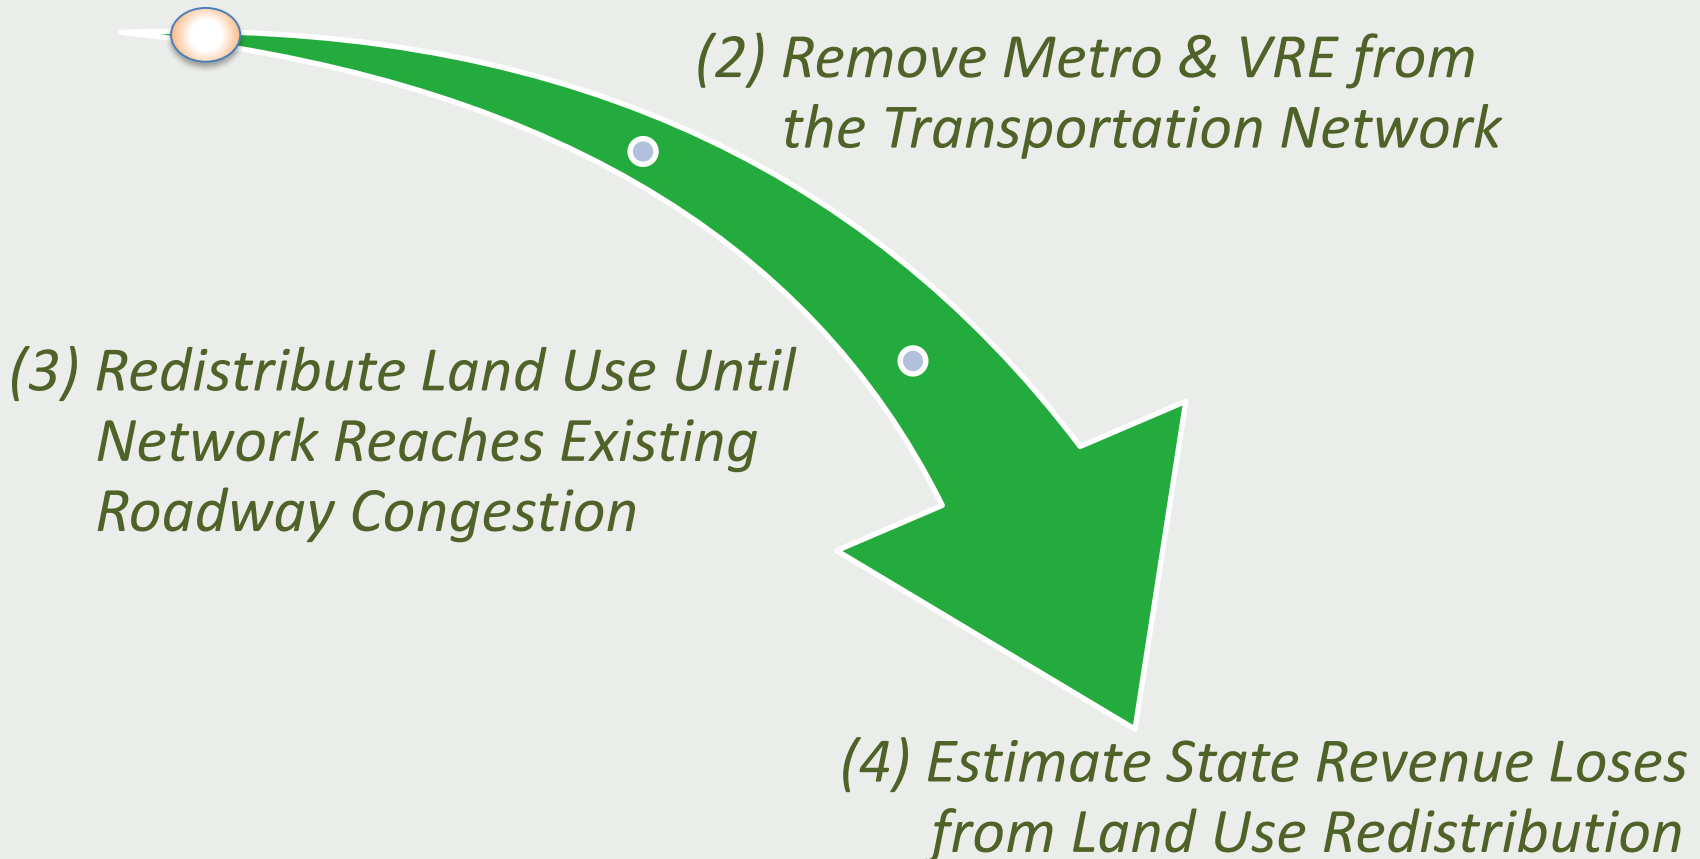 (2) Remove Metro & VRE from
the Transportation Network
(3) Redistribute Land Use Until
Network Reaches Existing
Roadway Congestion
(4) Estimate State Revenue Loses
from Land Use Redistribution